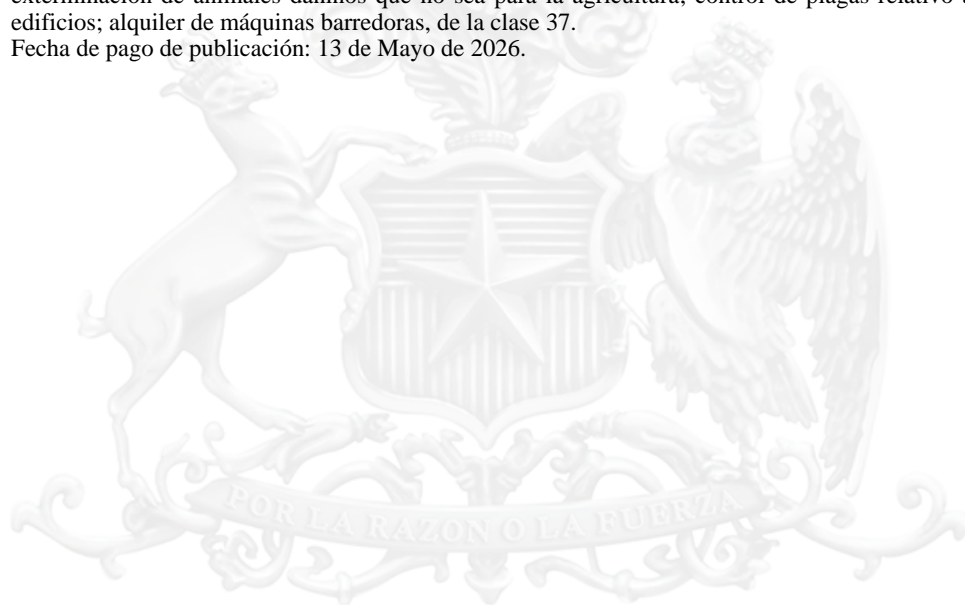 exterminación de animales dañinos que no sea para la agricultura; control de plagas relativo a
edificios; alquiler de máquinas barredoras, de la clase 37.
Fecha de pago de publicación: 13 de Mayo de 2026.
POR LA RAZON O LA FUERZA